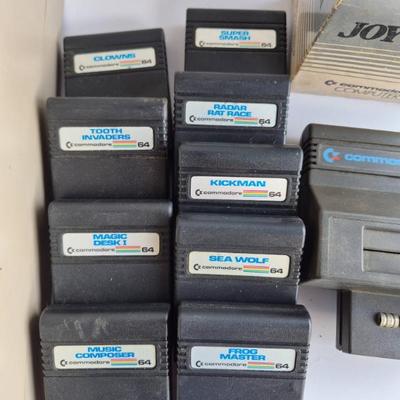 CLOWNS
commodore 64
TOOTH
INVADERS
commodore 64
MAGIC
DESK I
commodore 64
MUSIC
COMPOSER
commodore 64
SUPER
SMASH
commodore 64
RADAR
RAT RACE
commodore 64
KICKMAN
commodore 64
SEA WOLF
commodore 64
FROG
MASTER
commodore 64
JOY
commodore
COMPUTER
commodo